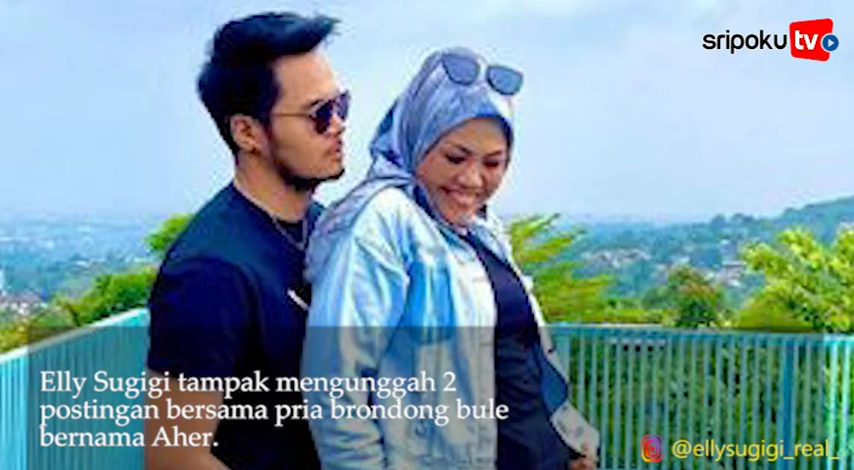 sripoku tv
Elly Sugigi tampak mengunggah 2
postingan bersama pria brondong bule
bernama Aher.
@ellysugigi_real_